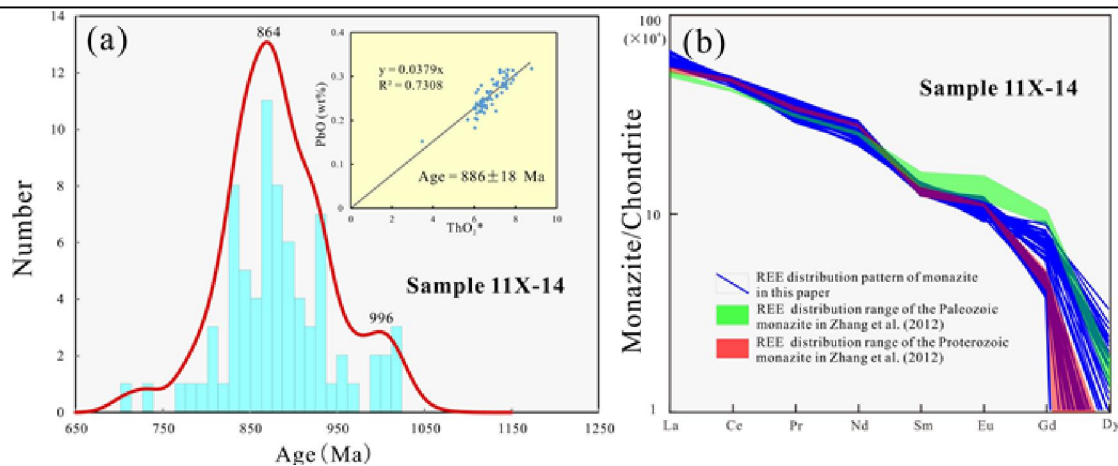 (a)
14
12
10
8
6
4
2
0
Number
864
996
650
750
850
950
1050
1150
1250
Age (Ma)
Sample 11X-14
0.4
0.3
0.2
0.1
0
PbO (wt%)
y = 0.0379x
R² = 0.7308
Age = 886±18 Ma
0
2
4
6
8
10
ThO₂*
(b)
100
(×10⁴)
10
1
Monazite/Chondrite
Sample 11X-14
REE distribution pattern of monazite
in this paper
REE distribution range of the Paleozoic
monazite in Zhang et al. (2012)
REE distribution range of the Proterozoic
monazite in Zhang et al. (2012)
La
Ce
Pr
Nd
Sm
Eu
Gd
Dy